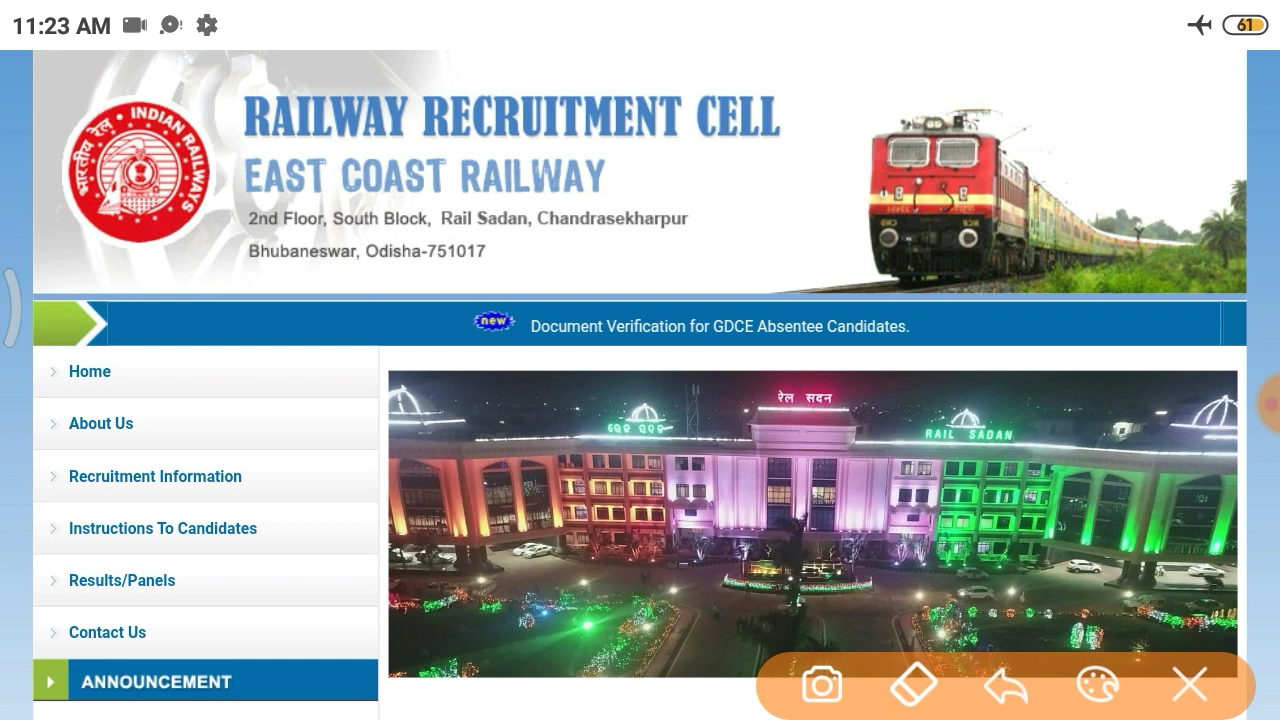 11:23 AM
61
भारतीय रेल • INDIAN RAILWAYS
RAILWAY RECRUITMENT CELL
EAST COAST RAILWAY
2nd Floor, South Block, Rail Sadan, Chandrasekharpur
Bhubaneswar, Odisha-751017
new Document Verification for GDCE Absentee Candidates.
Home
About Us
Recruitment Information
Instructions To Candidates
Results/Panels
Contact Us
ANNOUNCEMENT
रेल सदन
ରେଳ ସଦନ
RAIL SADAN